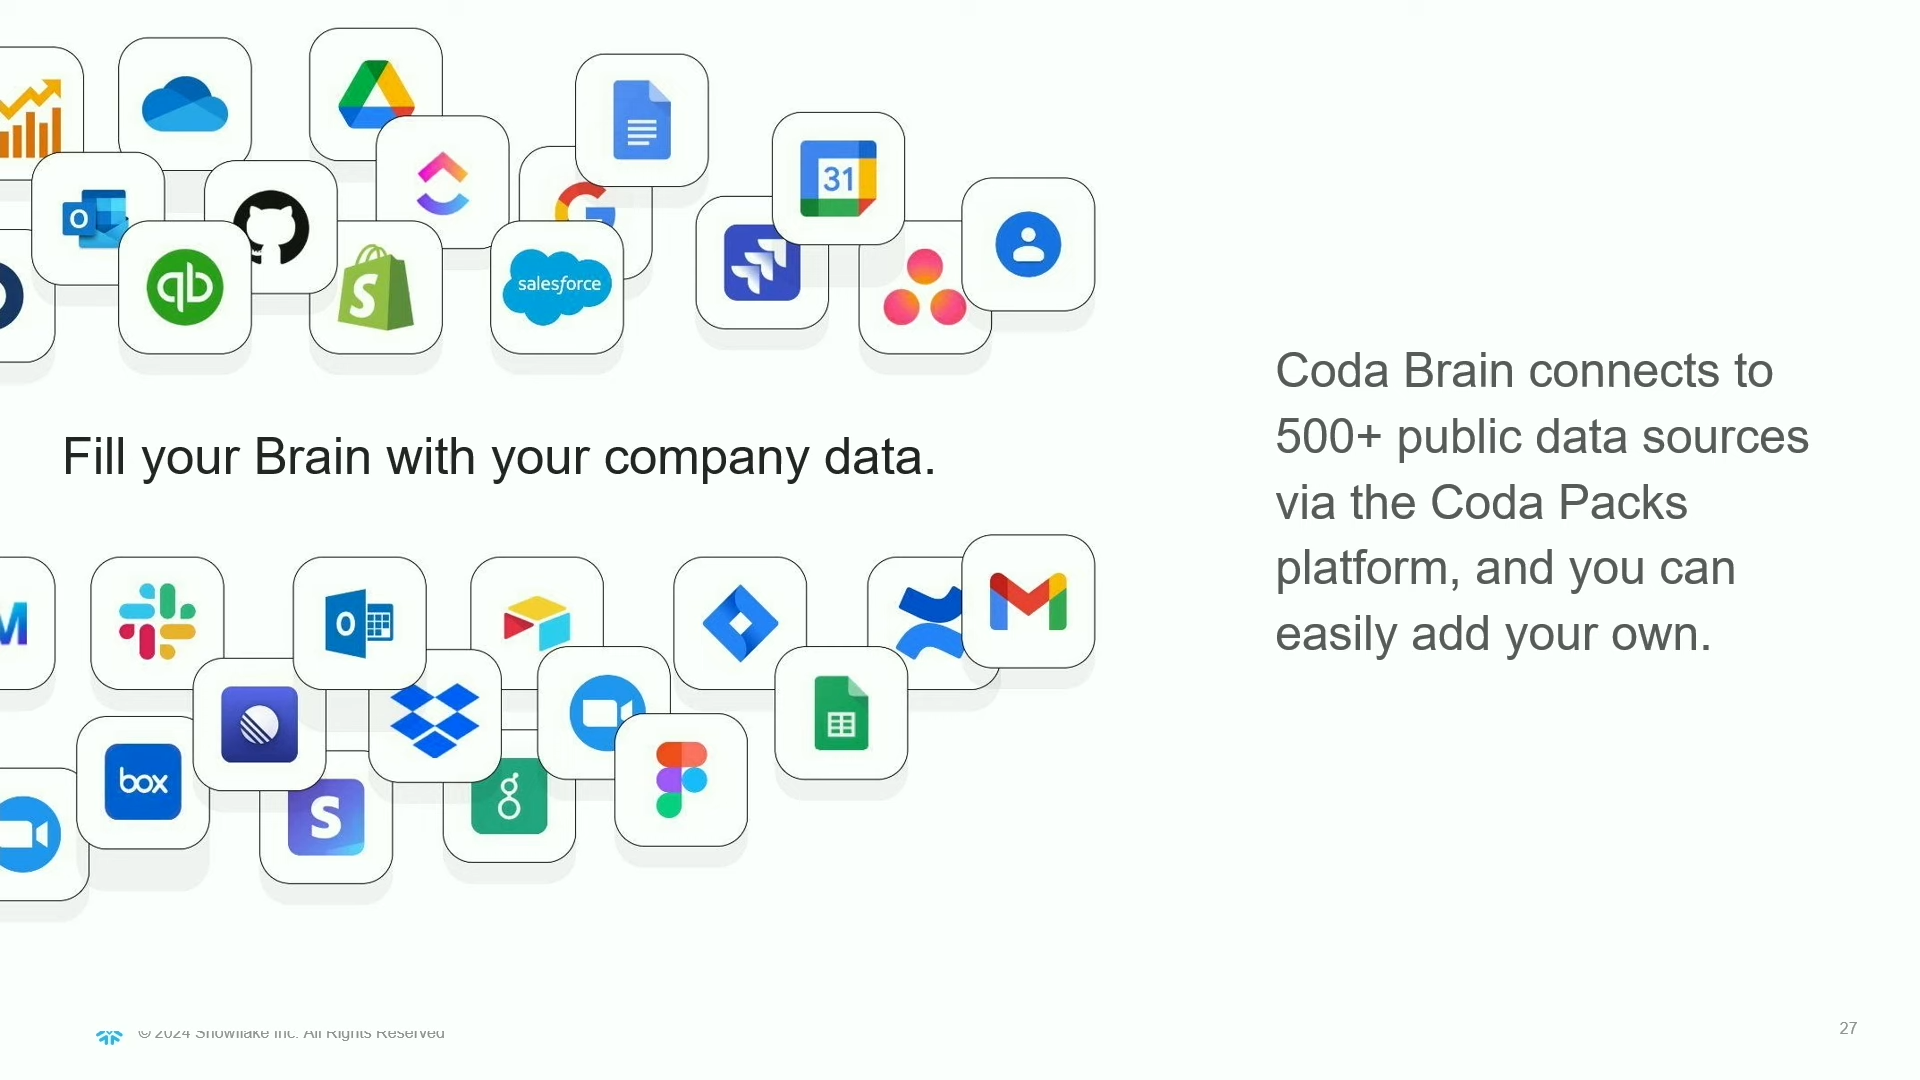 31
salesforce
qb
S
O
Fill your Brain with your company data.
Coda Brain connects to
500+ public data sources
via the Coda Packs
platform, and you can
easily add your own.
M
O
box
S
© 2024 Snowflake Inc. All Rights Reserved
27